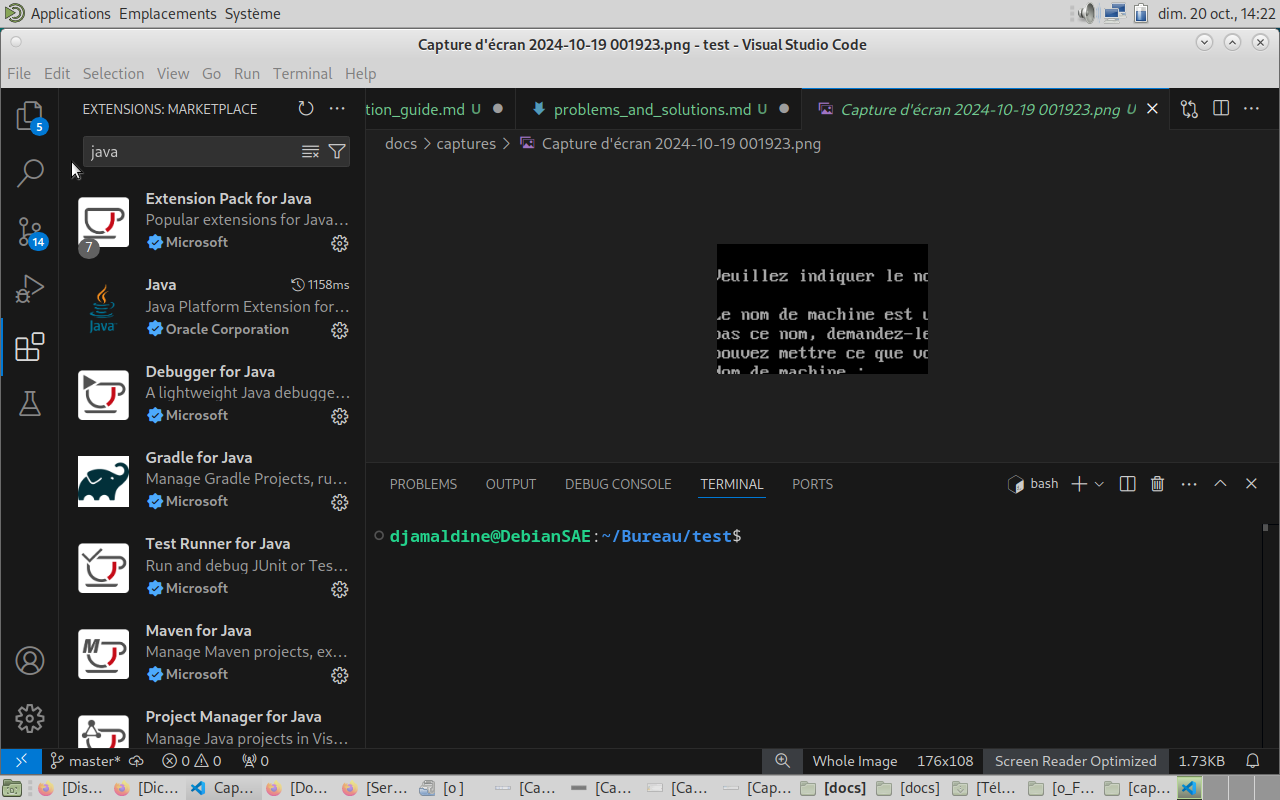 Applications Emplacements Système
dim. 20 oct., 14:22
Capture d'écran 2024-10-19 001923.png - test - Visual Studio Code
File Edit Selection View Go Run Terminal Help
EXTENSIONS: MARKETPLACE
tion_guide.md U
problems_and_solutions.md U
Capture d'écran 2024-10-19 001923.png U
5
java
docs > captures > Capture d'écran 2024-10-19 001923.png
Extension Pack for Java
Popular extensions for Java…
7
Microsoft
14
Java
1158ms
Java Platform Extension for…
Java
Oracle Corporation
Debugger for Java
A lightweight Java debugge…
Microsoft
Gradle for Java
Manage Gradle Projects, ru…
Microsoft
Test Runner for Java
Run and debug JUnit or Tes…
Microsoft
Maven for Java
Manage Maven projects, ex…
M
Microsoft
Project Manager for Java
Manage Java projects in Vis…
Veuillez indiquer le no
Le nom de machine est u
pas ce nom, demandez-le
pouvez mettre ce que vo
Nom de machine :
PROBLEMS OUTPUT DEBUG CONSOLE TERMINAL PORTS
bash
djamaldine@DebianSAE:~/Bureau/test$
master* 0 0 0
Whole Image 176x108 Screen Reader Optimized 1.73KB
[Dis… [Dic… Cap… [Do… [Ser… [o ] [Ca… [Ca… [Ca… [Cap… [docs] [docs] [Tél… [o_F… [cap…